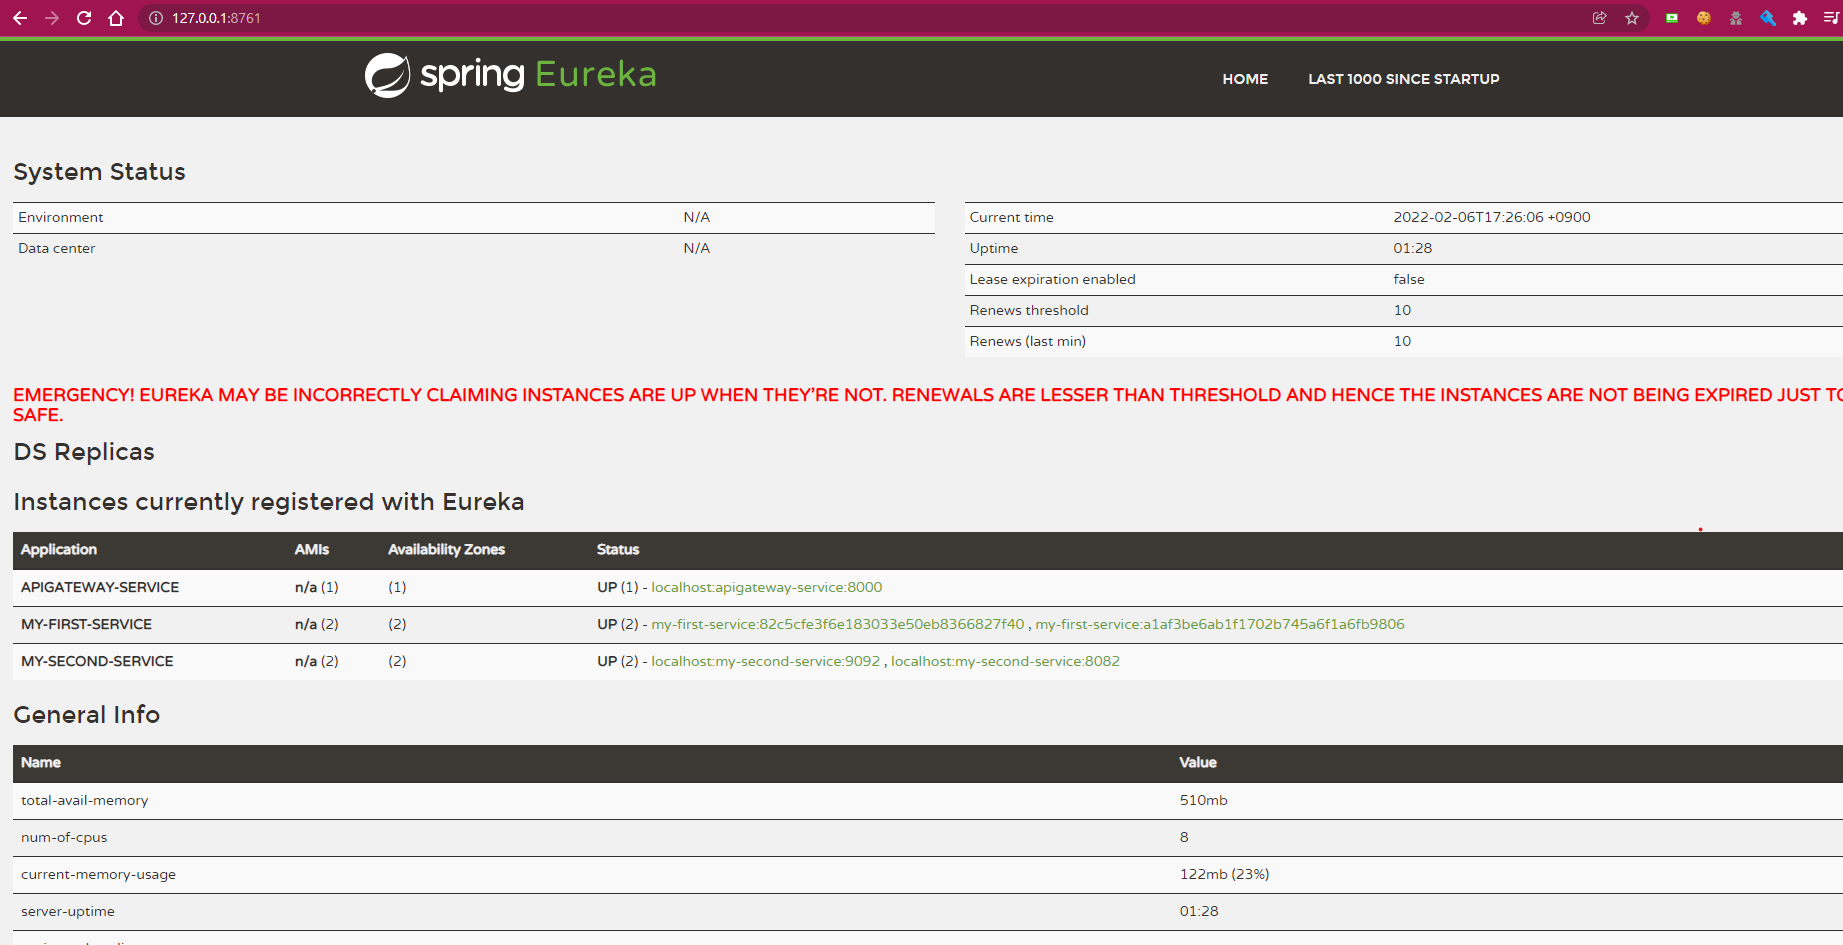 127.0.0.1:8761
spring Eureka
HOME LAST 1000 SINCE STARTUP
System Status
Environment N/A
Data center N/A
Current time 2022-02-06T17:26:06 +0900
Uptime 01:28
Lease expiration enabled false
Renews threshold 10
Renews (last min) 10
EMERGENCY! EUREKA MAY BE INCORRECTLY CLAIMING INSTANCES ARE UP WHEN THEY'RE NOT. RENEWALS ARE LESSER THAN THRESHOLD AND HENCE THE INSTANCES ARE NOT BEING EXPIRED JUST TO
SAFE.
DS Replicas
Instances currently registered with Eureka
Application AMIs Availability Zones Status
APIGATEWAY-SERVICE n/a (1) (1) UP (1) - localhost:apigateway-service:8000
MY-FIRST-SERVICE n/a (2) (2) UP (2) - my-first-service:82c5cfe3f6e183033e50eb8366827f40 , my-first-service:a1af3be6ab1f1702b745a6f1a6fb9806
MY-SECOND-SERVICE n/a (2) (2) UP (2) - localhost:my-second-service:9092 , localhost:my-second-service:8082
General Info
Name Value
total-avail-memory 510mb
num-of-cpus 8
current-memory-usage 122mb (23%)
server-uptime 01:28